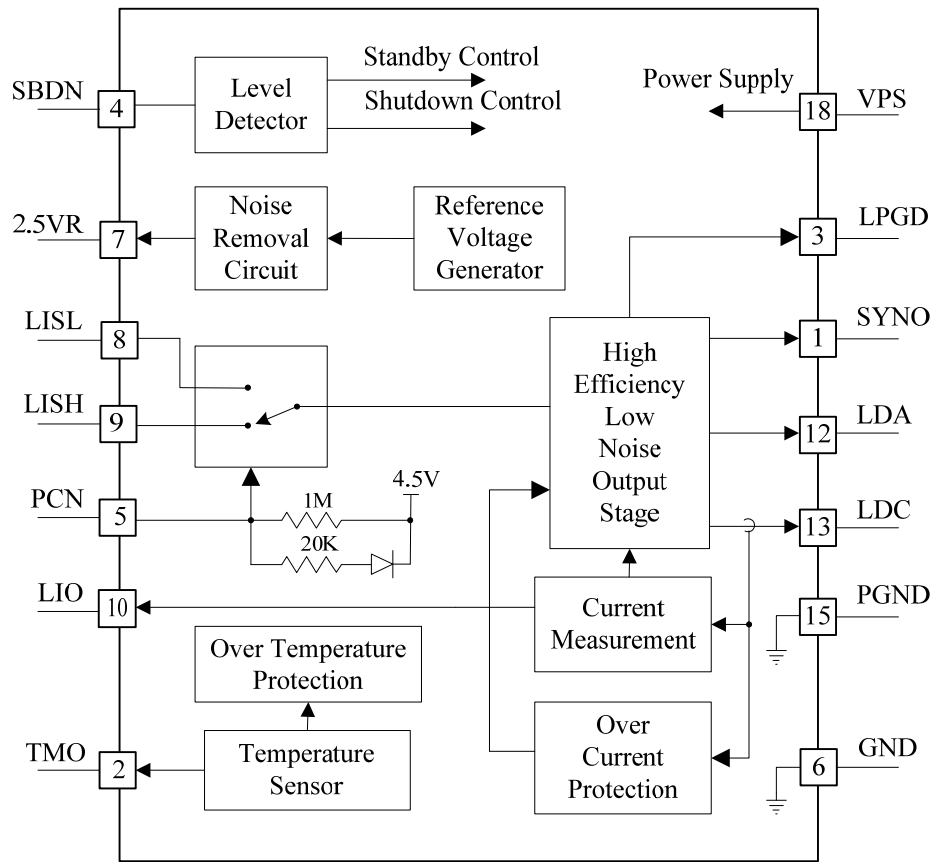 SBDN
4
Level
Detector
Standby Control
Shutdown Control
Power Supply
18
VPS
2.5VR
7
Noise
Removal
Circuit
Reference
Voltage
Generator
3
LPGD
LISL
8
LISH
9
High
Efficiency
Low
Noise
Output
Stage
1
SYNO
12
LDA
PCN
5
1M
20K
4.5V
13
LDC
LIO
10
Current
Measurement
15
PGND
Over Temperature
Protection
TMO
2
Temperature
Sensor
Over
Current
Protection
6
GND